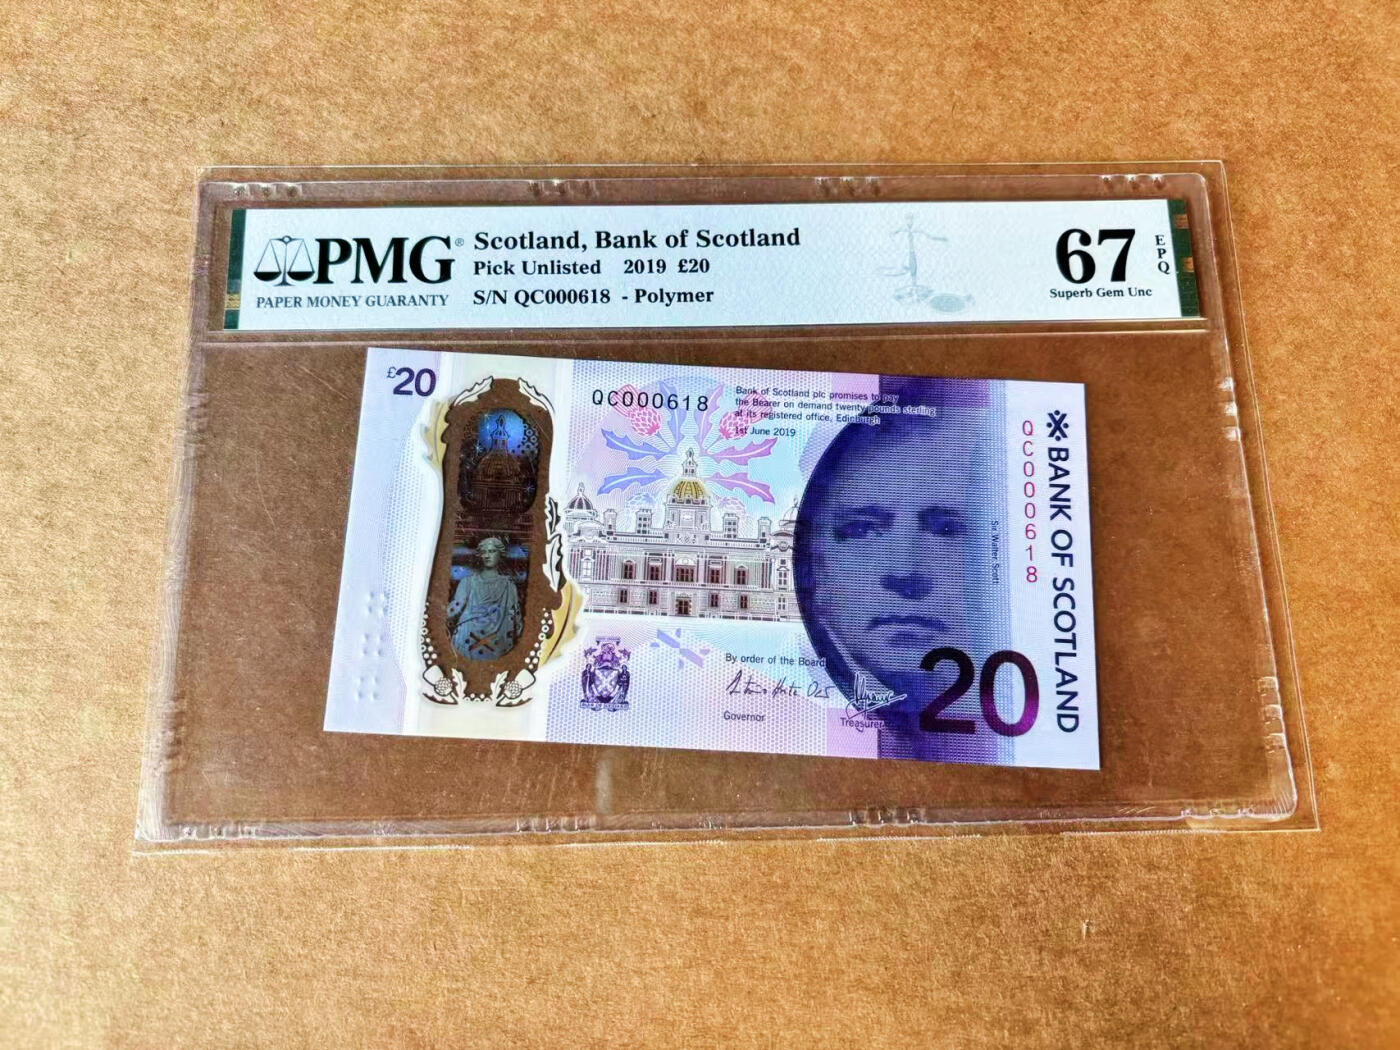 PMG®
PAPER MONEY GUARANTY
Scotland, Bank of Scotland
Pick Unlisted 2019 £20
S/N QC000618 - Polymer
67
EPQ
Superb Gem Unc
£20
QC000618
Bank of Scotland plc promises to pay
the Bearer on demand twenty pounds sterling
at its registered office, Edinburgh
1st June 2019
By order of the Board
Governor
Treasurer
Sir Walter Scott
20
QC000618
BANK OF SCOTLAND